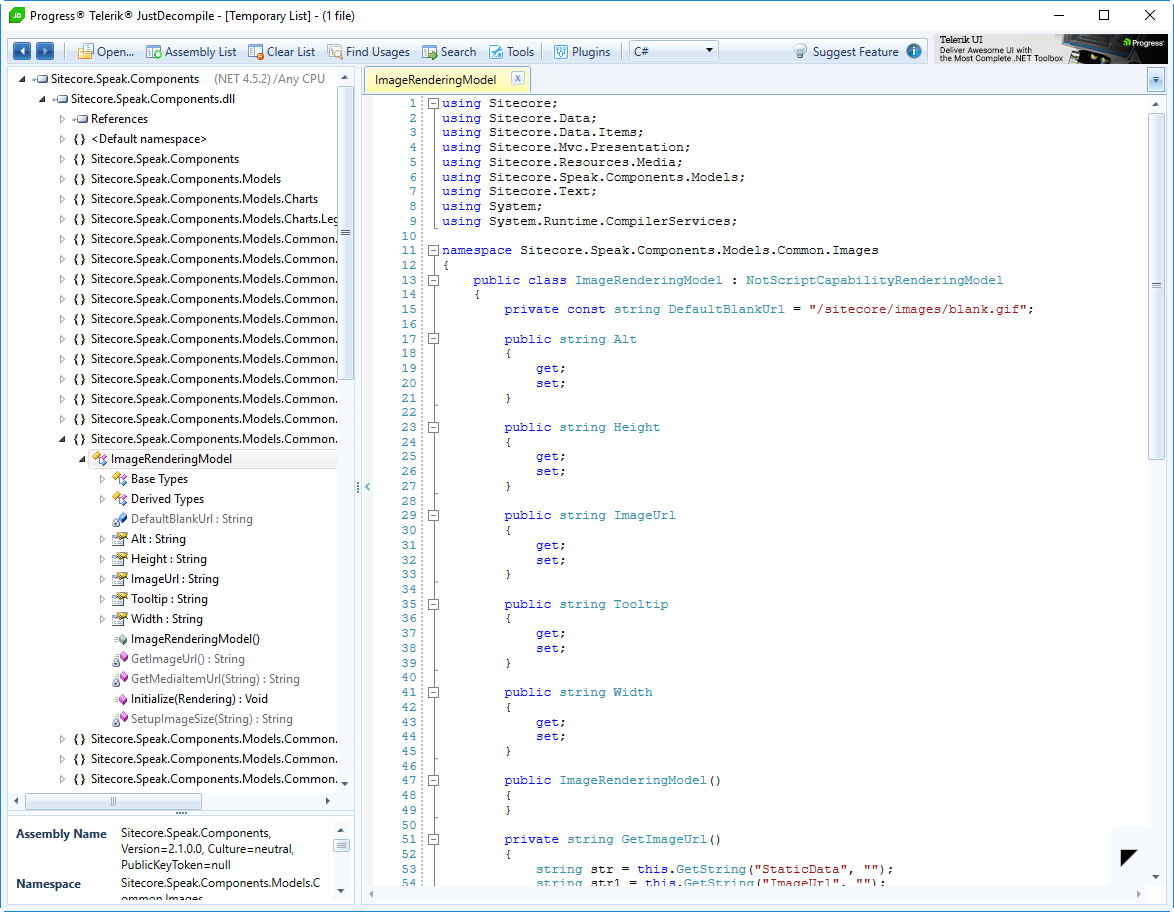 Progress® Telerik® JustDecompile - [Temporary List] - (1 file)
Open... Assembly List Clear List Find Usages Search Tools Plugins C# Suggest Feature
Telerik UI
Deliver Awesome UI with
the Most Complete .NET Toolbox
Progress
Sitecore.Speak.Components (NET 4.5.2) /Any CPU
Sitecore.Speak.Components.dll
References
{} <Default namespace>
{} Sitecore.Speak.Components
{} Sitecore.Speak.Components.Models
{} Sitecore.Speak.Components.Models.Charts
{} Sitecore.Speak.Components.Models.Charts.Leg
{} Sitecore.Speak.Components.Models.Common.
{} Sitecore.Speak.Components.Models.Common.
{} Sitecore.Speak.Components.Models.Common.
{} Sitecore.Speak.Components.Models.Common.
{} Sitecore.Speak.Components.Models.Common.
{} Sitecore.Speak.Components.Models.Common.
{} Sitecore.Speak.Components.Models.Common.
{} Sitecore.Speak.Components.Models.Common.
{} Sitecore.Speak.Components.Models.Common.
{} Sitecore.Speak.Components.Models.Common.
{} Sitecore.Speak.Components.Models.Common.
ImageRenderingModel
Base Types
Derived Types
DefaultBlankUrl : String
Alt : String
Height : String
ImageUrl : String
Tooltip : String
Width : String
ImageRenderingModel()
GetImageUrl() : String
GetMediaItemUrl(String) : String
Initialize(Rendering) : Void
SetupImageSize(String) : String
{} Sitecore.Speak.Components.Models.Common.
{} Sitecore.Speak.Components.Models.Common.
{} Sitecore.Speak.Components.Models.Common.
Assembly Name Sitecore.Speak.Components,
Version=2.1.0.0, Culture=neutral,
PublicKeyToken=null
Namespace Sitecore.Speak.Components.Models.C
ommon.Images
ImageRenderingModel x
1 using Sitecore;
2 using Sitecore.Data;
3 using Sitecore.Data.Items;
4 using Sitecore.Mvc.Presentation;
5 using Sitecore.Resources.Media;
6 using Sitecore.Speak.Components.Models;
7 using Sitecore.Text;
8 using System;
9 using System.Runtime.CompilerServices;
10
11 namespace Sitecore.Speak.Components.Models.Common.Images
12 {
13 public class ImageRenderingModel : NotScriptCapabilityRenderingModel
14 {
15 private const string DefaultBlankUrl = "/sitecore/images/blank.gif";
16
17 public string Alt
18 {
19 get;
20 set;
21 }
22
23 public string Height
24 {
25 get;
26 set;
27 }
28
29 public string ImageUrl
30 {
31 get;
32 set;
33 }
34
35 public string Tooltip
36 {
37 get;
38 set;
39 }
40
41 public string Width
42 {
43 get;
44 set;
45 }
46
47 public ImageRenderingModel()
48 {
49 }
50
51 private string GetImageUrl()
52 {
53 string str = this.GetString("StaticData", "");
54 string str1 = this.GetString("ImageUrl", "");